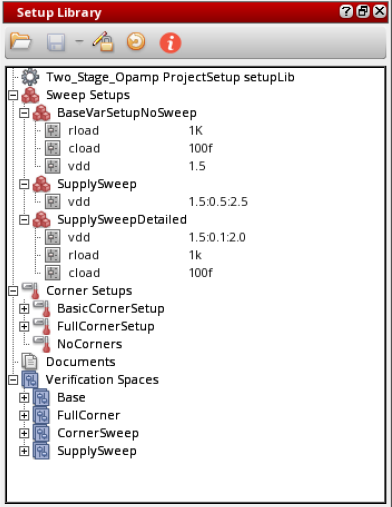 Setup Library
Two_Stage_Opamp ProjectSetup setupLib
Sweep Setups
BaseVarSetupNoSweep
rload 1K
cload 100f
vdd 1.5
SupplySweep
vdd 1.5:0.5:2.5
SupplySweepDetailed
vdd 1.5:0.1:2.0
rload 1k
cload 100f
Corner Setups
BasicCornerSetup
FullCornerSetup
NoCorners
Documents
Verification Spaces
Base
FullCorner
CornerSweep
SupplySweep